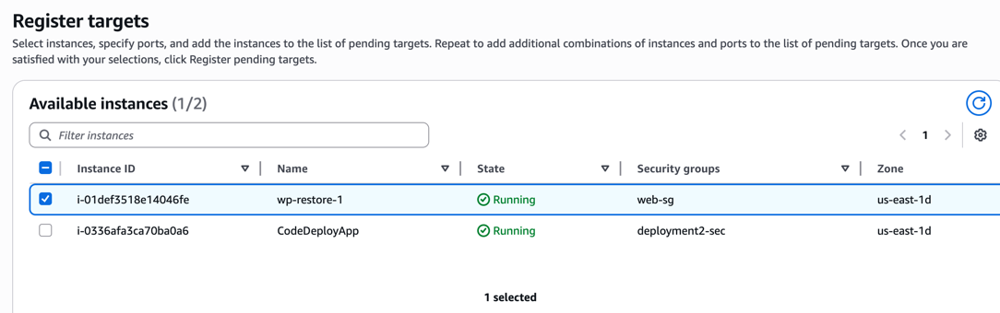 Register targets
Select instances, specify ports, and add the instances to the list of pending targets. Repeat to add additional combinations of instances and ports to the list of pending targets. Once you are
satisfied with your selections, click Register pending targets.
Available instances (1/2)
Filter instances
1
Instance ID Name State Security groups Zone
i-01def3518e14046fe wp-restore-1 Running web-sg us-east-1d
i-0336afa3ca70ba0a6 CodeDeployApp Running deployment2-sec us-east-1d
1 selected